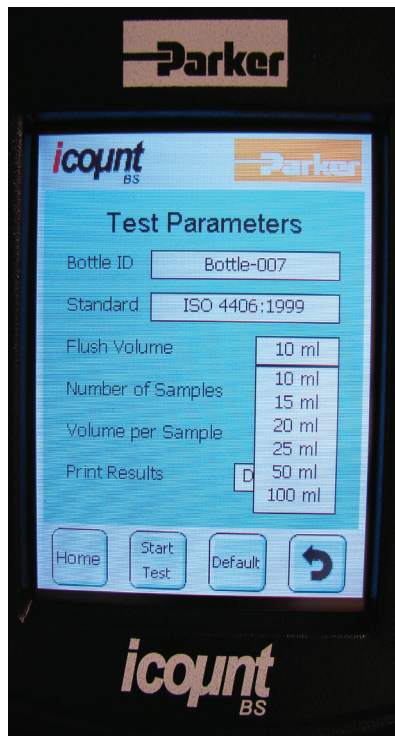 Parker
icount
BS
Parker
Test Parameters
Bottle ID Bottle-007
Standard ISO 4406:1999
Flush Volume 10 ml
10 ml
Number of Samples 15 ml
20 ml
Volume per Sample
25 ml
Print Results D 50 ml
100 ml
Home Start Test Default
icount
BS